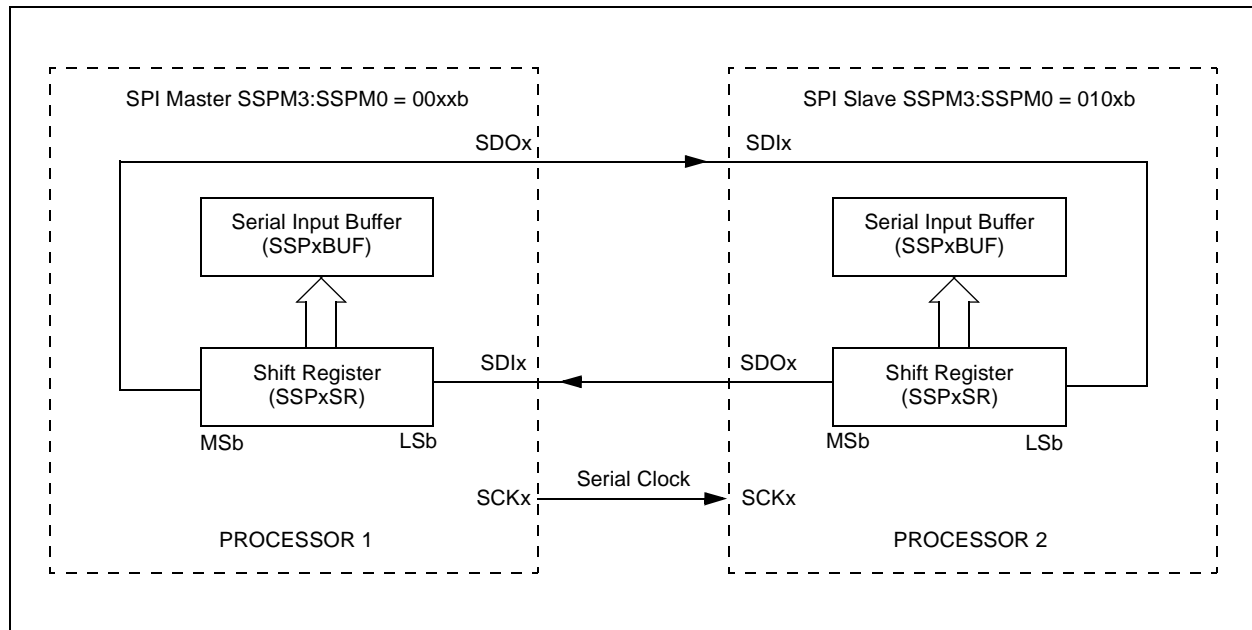 SPI Master SSPM3:SSPM0 = 00xxb
SPI Slave SSPM3:SSPM0 = 010xb
SDOx
SDIx
Serial Input Buffer
(SSPxBUF)
Serial Input Buffer
(SSPxBUF)
Shift Register
(SSPxSR)
MSb
LSb
SDIx
SDOx
Shift Register
(SSPxSR)
MSb
LSb
Serial Clock
SCKx
SCKx
PROCESSOR 1
PROCESSOR 2